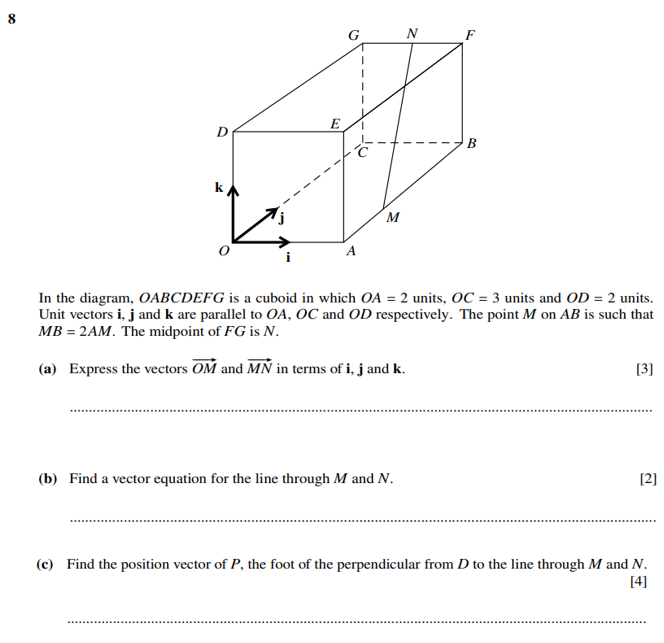 8
G N F
D E
C B
k
j M
O i A
In the diagram, OABCDEFG is a cuboid in which OA = 2 units, OC = 3 units and OD = 2 units.
Unit vectors i, j and k are parallel to OA, OC and OD respectively. The point M on AB is such that
MB = 2AM. The midpoint of FG is N.
(a) Express the vectors \overrightarrow{OM} and \overrightarrow{MN} in terms of i, j and k. [3]
(b) Find a vector equation for the line through M and N. [2]
(c) Find the position vector of P, the foot of the perpendicular from D to the line through M and N.
[4]